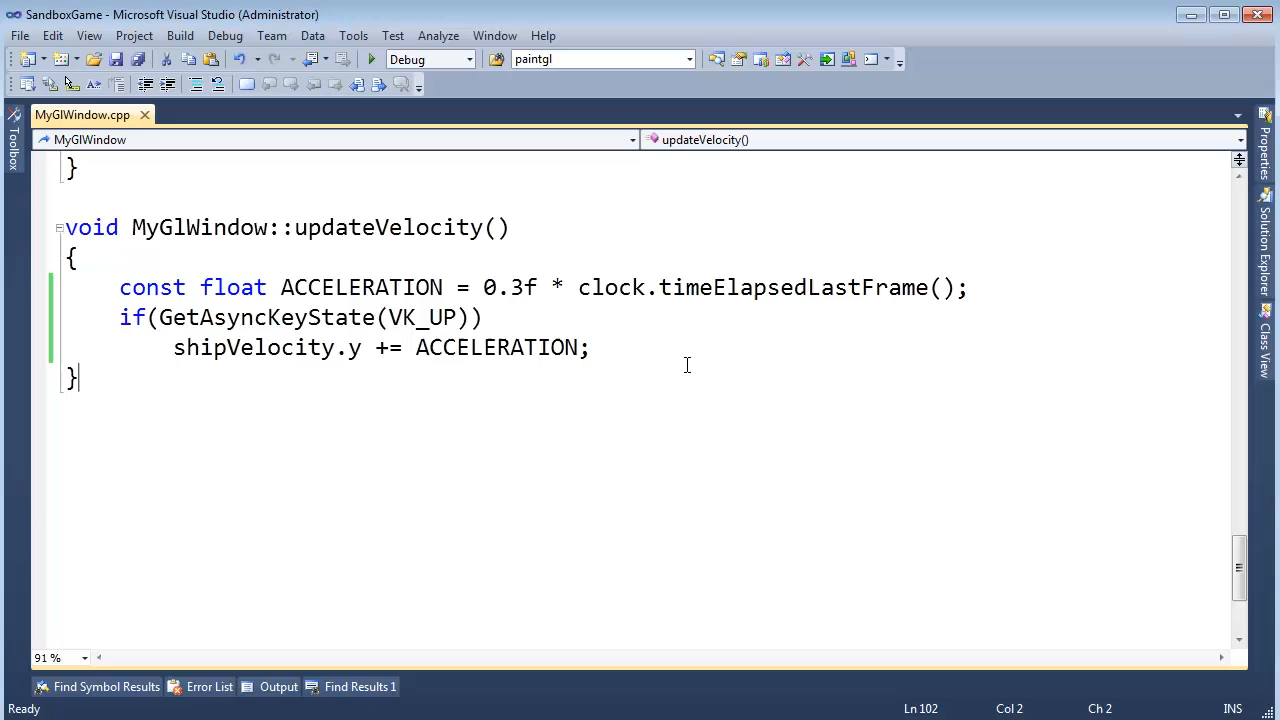 SandboxGame - Microsoft Visual Studio (Administrator)
File Edit View Project Build Debug Team Data Tools Test Analyze Window Help
Debug paintgl
MyGlWindow.cpp
MyGlWindow updateVelocity()
Toolbox
Properties
Solution Explorer
Class View
}
void MyGlWindow::updateVelocity()
{
const float ACCELERATION = 0.3f * clock.timeElapsedLastFrame();
if(GetAsyncKeyState(VK_UP))
shipVelocity.y += ACCELERATION;
}
91 %
Find Symbol Results Error List Output Find Results 1
Ready Ln 102 Col 2 Ch 2 INS